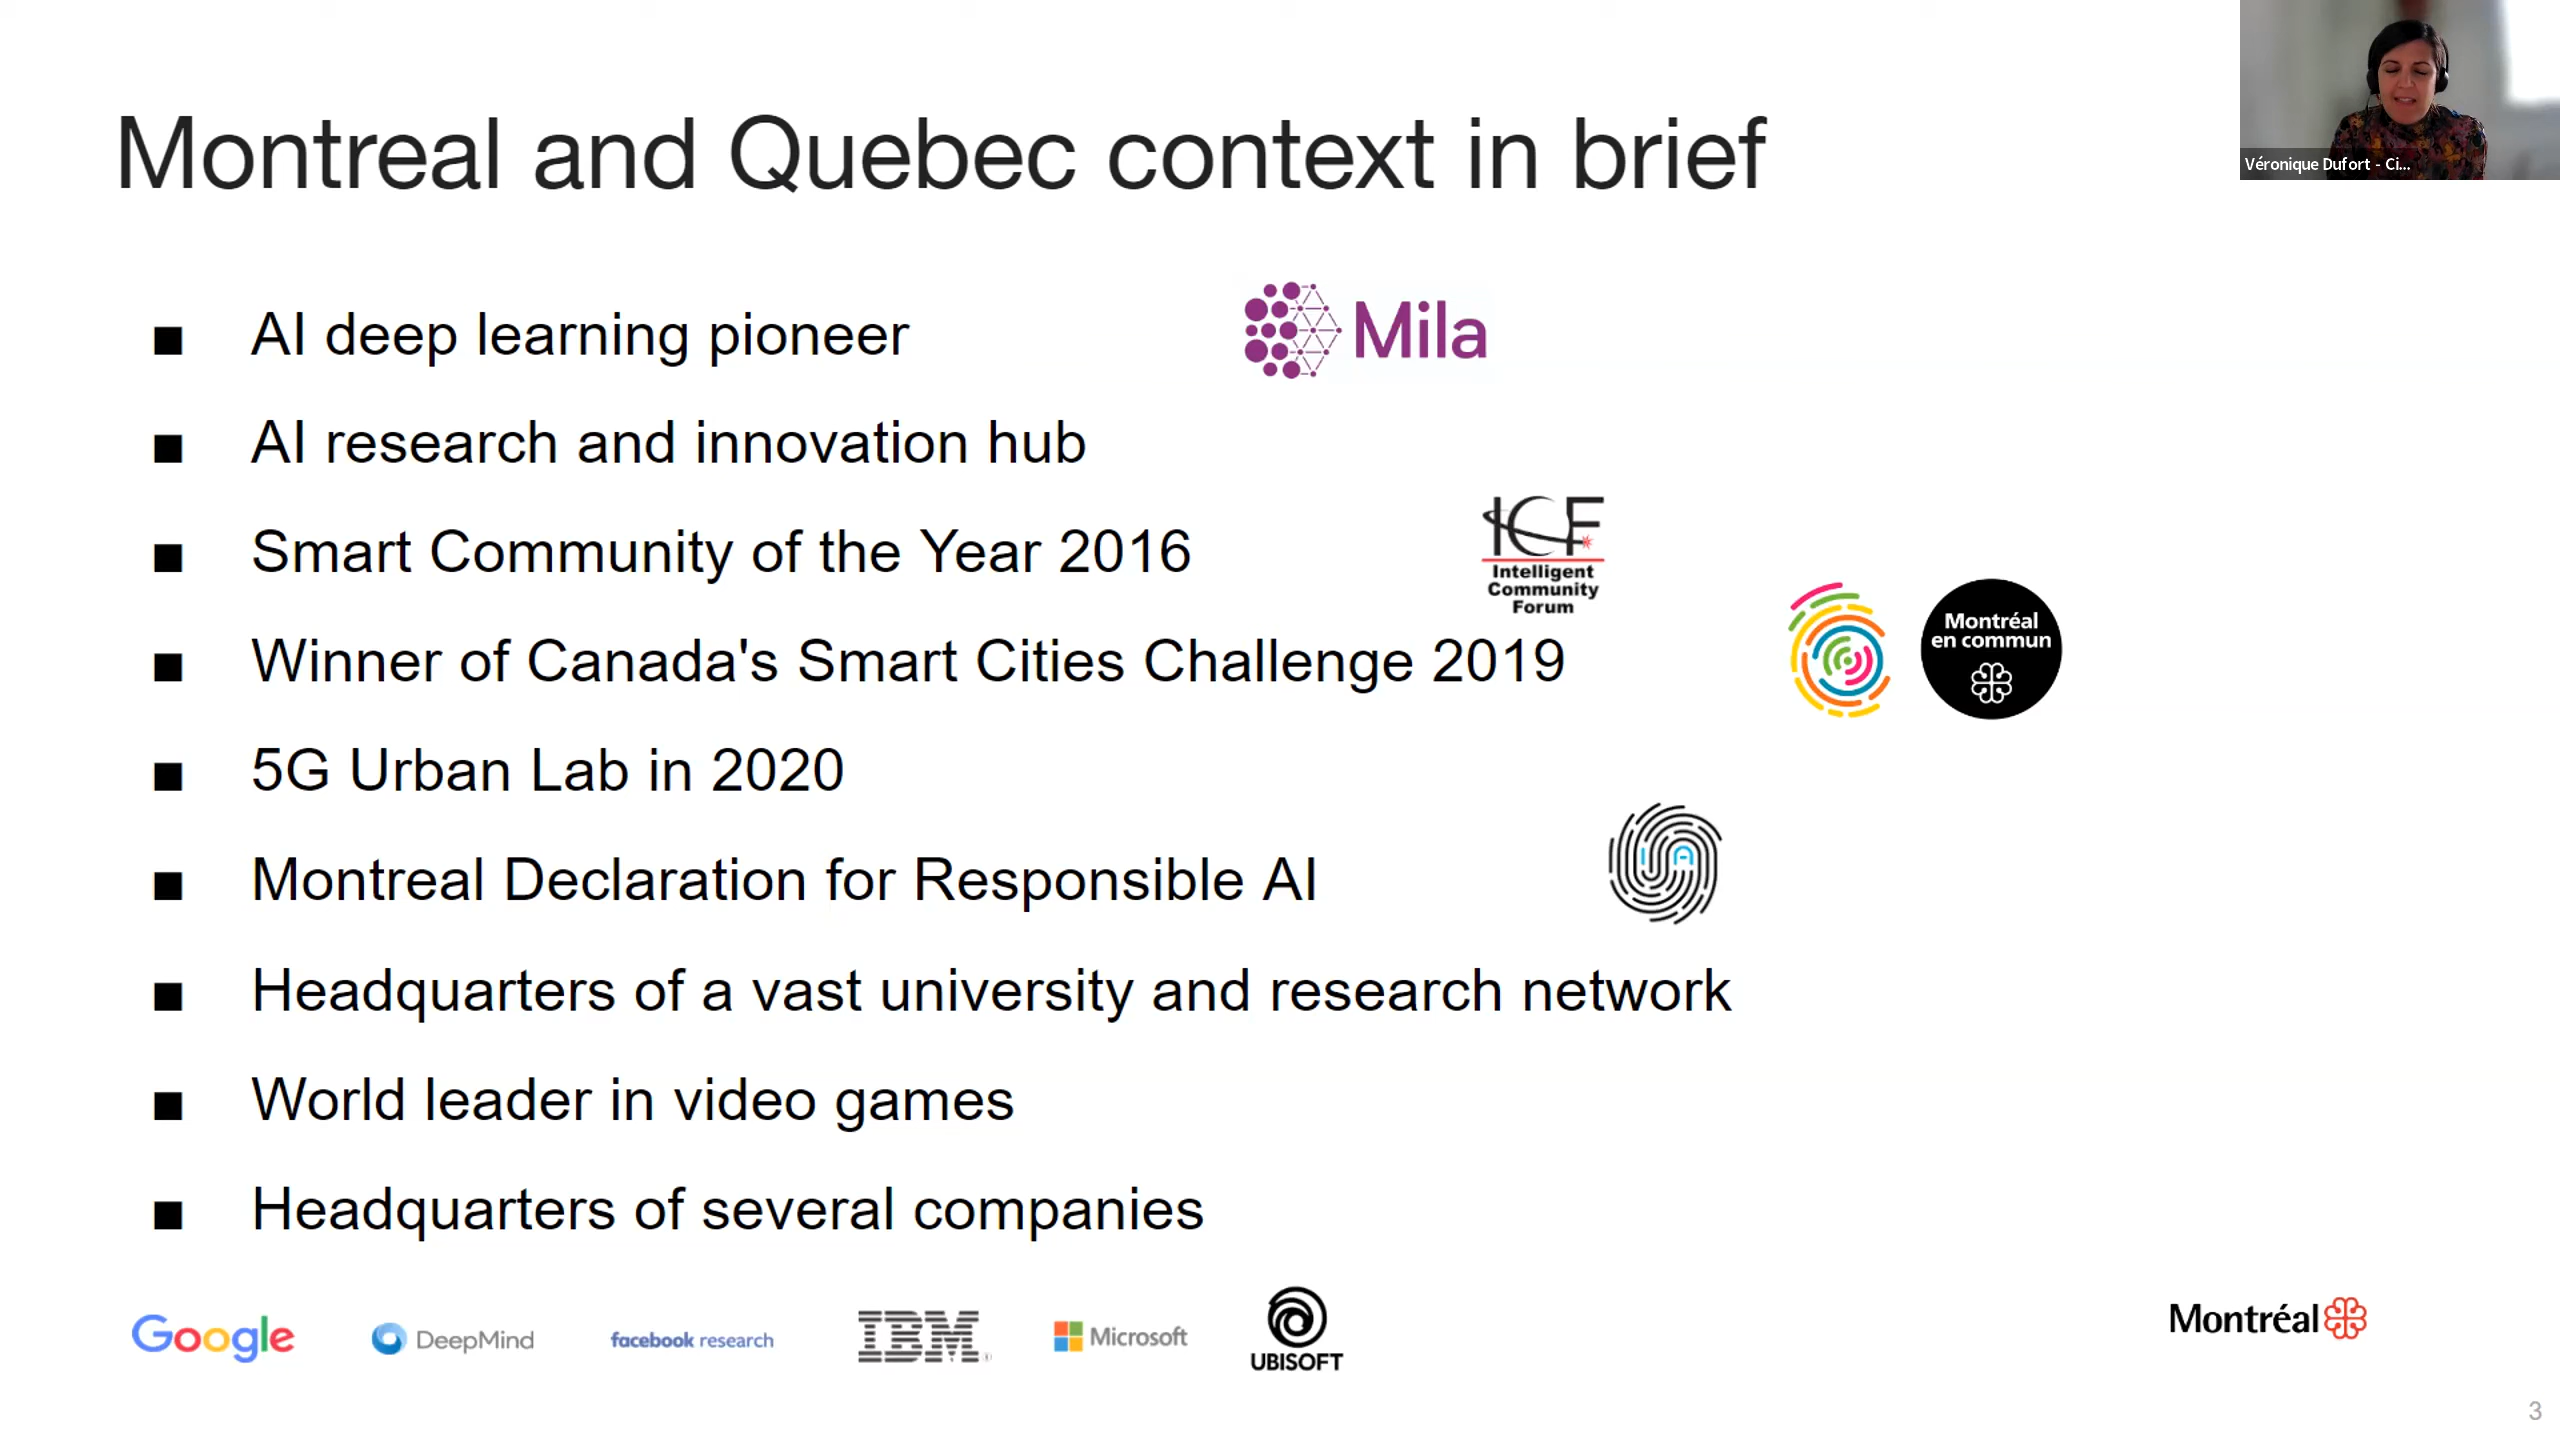 Montreal and Quebec context in brief
Véronique Dufort - Ci...
■ AI deep learning pioneer
Mila
■ AI research and innovation hub
■ Smart Community of the Year 2016
ICF
Intelligent
Community
Forum
■ Winner of Canada's Smart Cities Challenge 2019
Montréal
en commun
■ 5G Urban Lab in 2020
■ Montreal Declaration for Responsible AI
IA
■ Headquarters of a vast university and research network
■ World leader in video games
■ Headquarters of several companies
Google
DeepMind
facebook research
IBM
Microsoft
UBISOFT
Montréal
3